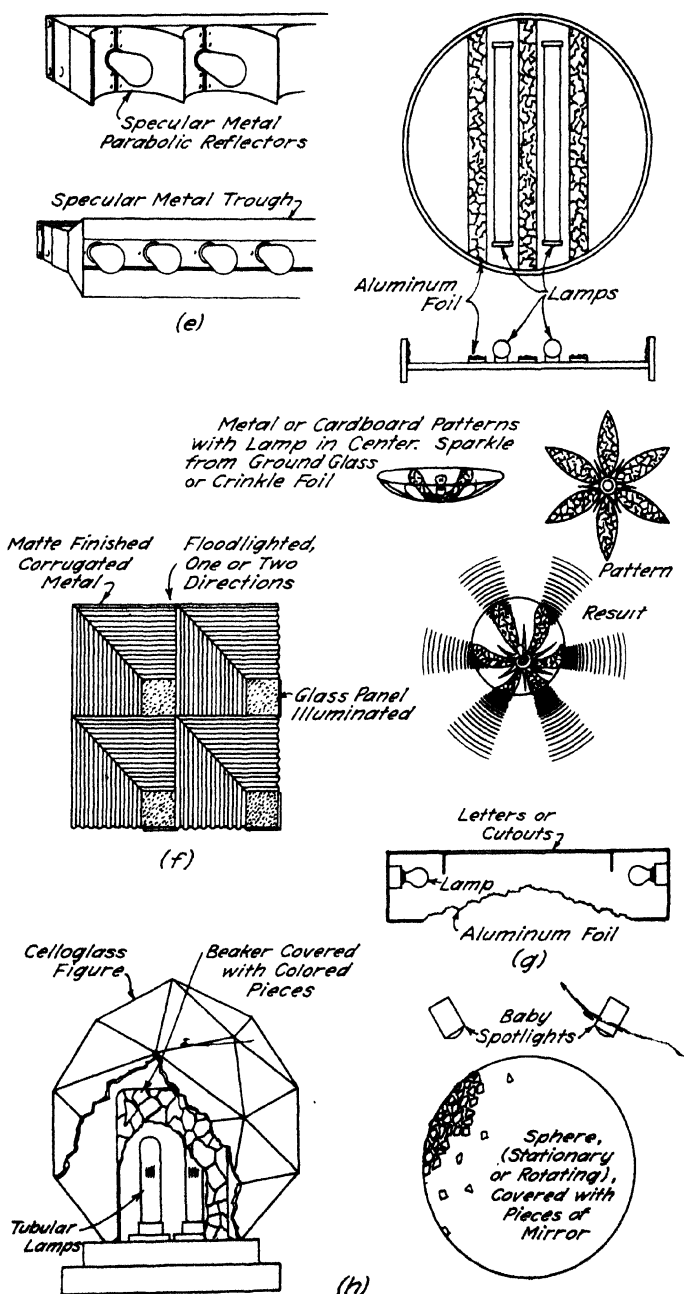 Specular Metal
Parabolic Reflectors
Specular Metal Trough
(e)
Aluminum
Foil
Lamps
Metal or Cardboard Patterns
with Lamp in Center. Sparkle
from Ground Glass
or Crinkle Foil
Pattern
Result
Matte Finished
Corrugated
Metal
Floodlighted,
One or Two
Directions
Glass Panel
Illuminated
(f)
Letters or
Cutouts
Lamp
Aluminum Foil
(g)
Celloglass
Figure
Beaker Covered
with Colored
Pieces
Tubular
Lamps
Baby
Spotlights
Sphere,
(Stationary
or Rotating),
Covered with
Pieces of
Mirror
(h)